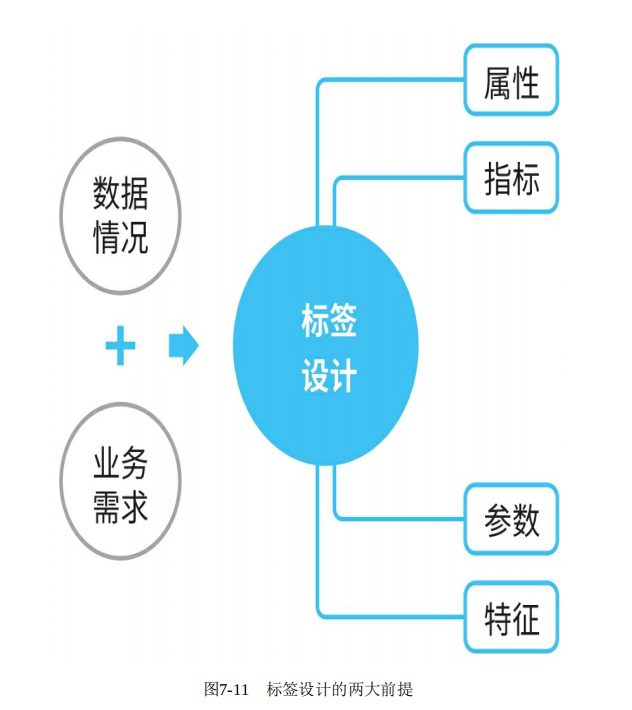 数据
情况
+
业务
需求
标签
设计
属性
指标
参数
特征
图7-11 标签设计的两大前提